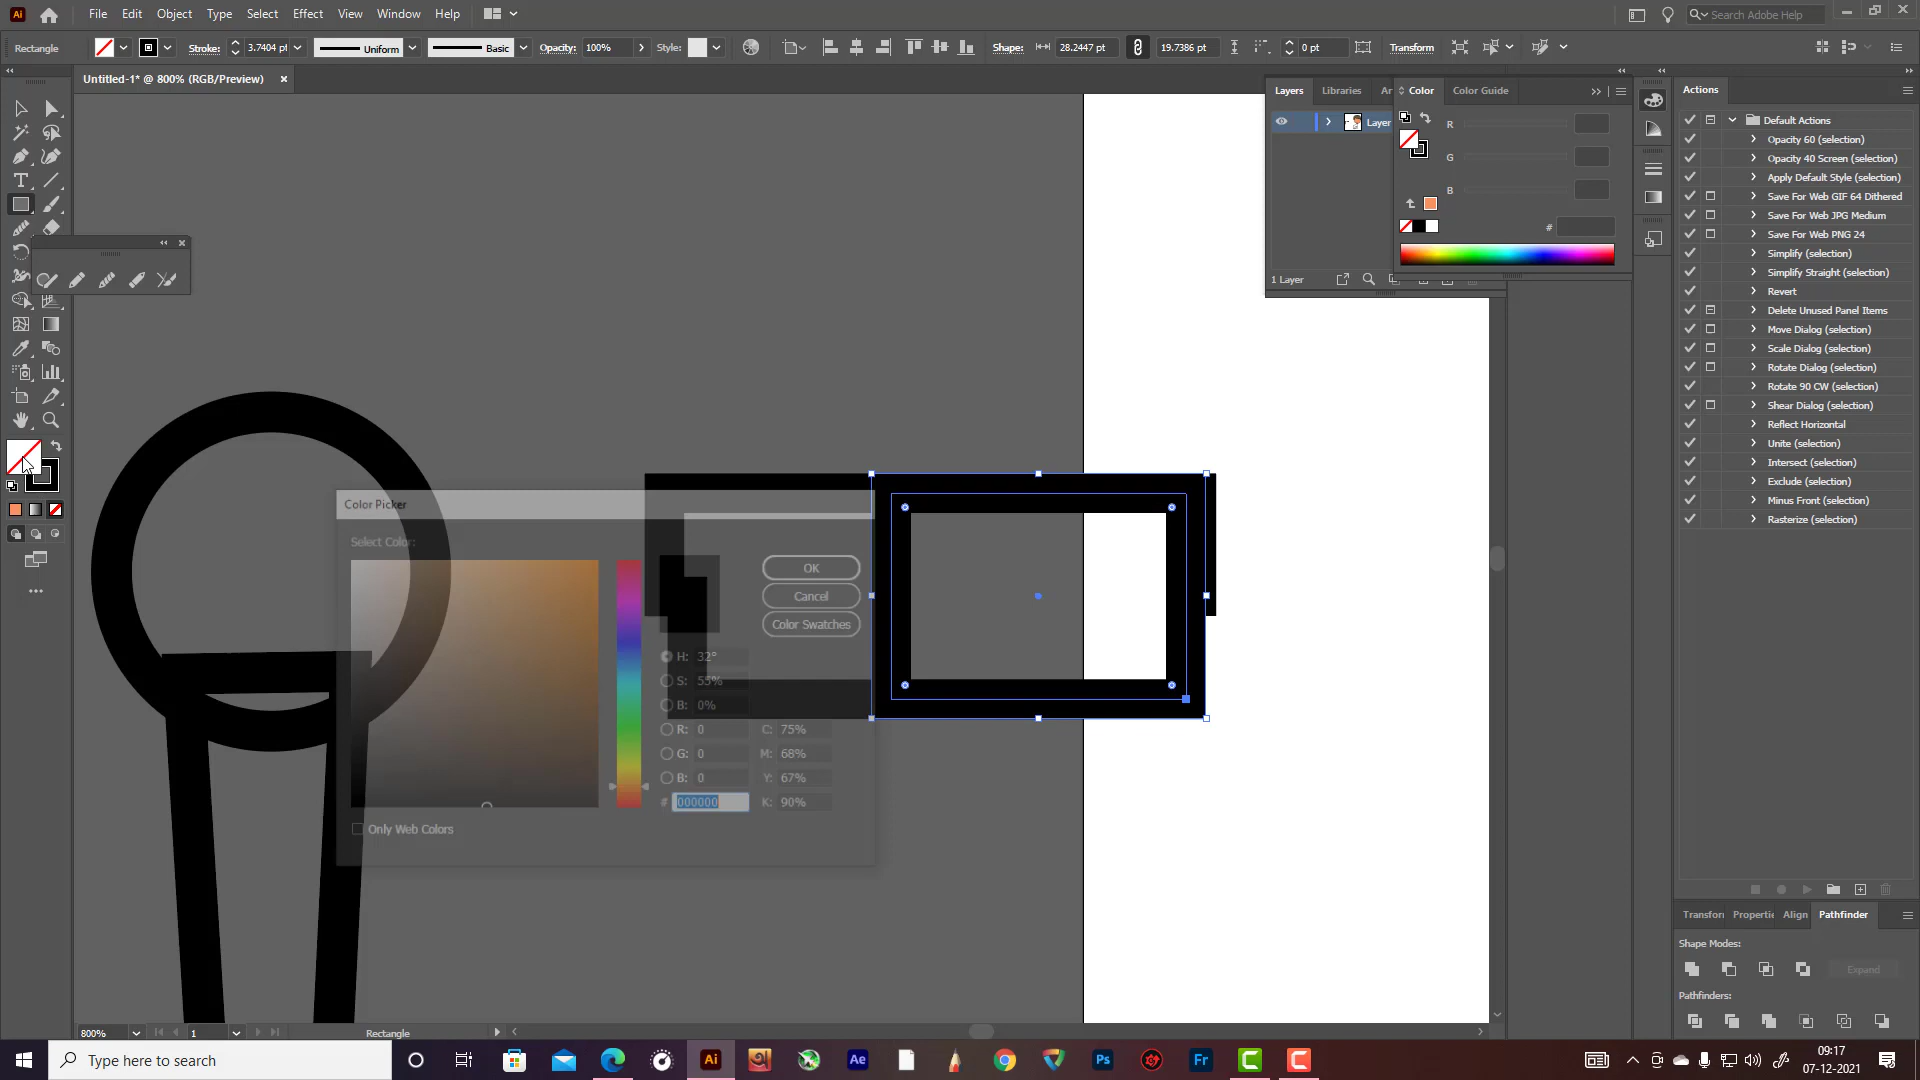 Ai File Edit Object Type Select Effect View Window Help Search Adobe Help
Rectangle Stroke: 3.7404 pt Uniform Basic Opacity: 100% Style: Shape: 28.2447 pt 19.7386 pt 0 pt Transform
Untitled-1* @ 800% (RGB/Preview)
Layers Libraries Color Color Guide Actions
Layer
R
G
B
#
1 Layer
Default Actions
Opacity 60 (selection)
Opacity 40 Screen (selection)
Apply Default Style (selection)
Save For Web GIF 64 Dithered
Save For Web JPG Medium
Save For Web PNG 24
Simplify (selection)
Simplify Straight (selection)
Revert
Delete Unused Panel Items
Move Dialog (selection)
Scale Dialog (selection)
Rotate Dialog (selection)
Rotate 90 CW (selection)
Shear Dialog (selection)
Reflect Horizontal
Unite (selection)
Intersect (selection)
Exclude (selection)
Minus Front (selection)
Rasterize (selection)
Color Picker
Select Color:
OK
Cancel
Color Swatches
H: 32°
S: 55%
B: 0%
R: 0 C: 75%
G: 0 M: 68%
B: 0 Y: 67%
# 000000 K: 90%
Only Web Colors
Transform Properties Align Pathfinder
Shape Modes:
Expand
Pathfinders:
800% 1 Rectangle
Type here to search Ai Ae Ps Fr 09:17
07-12-2021